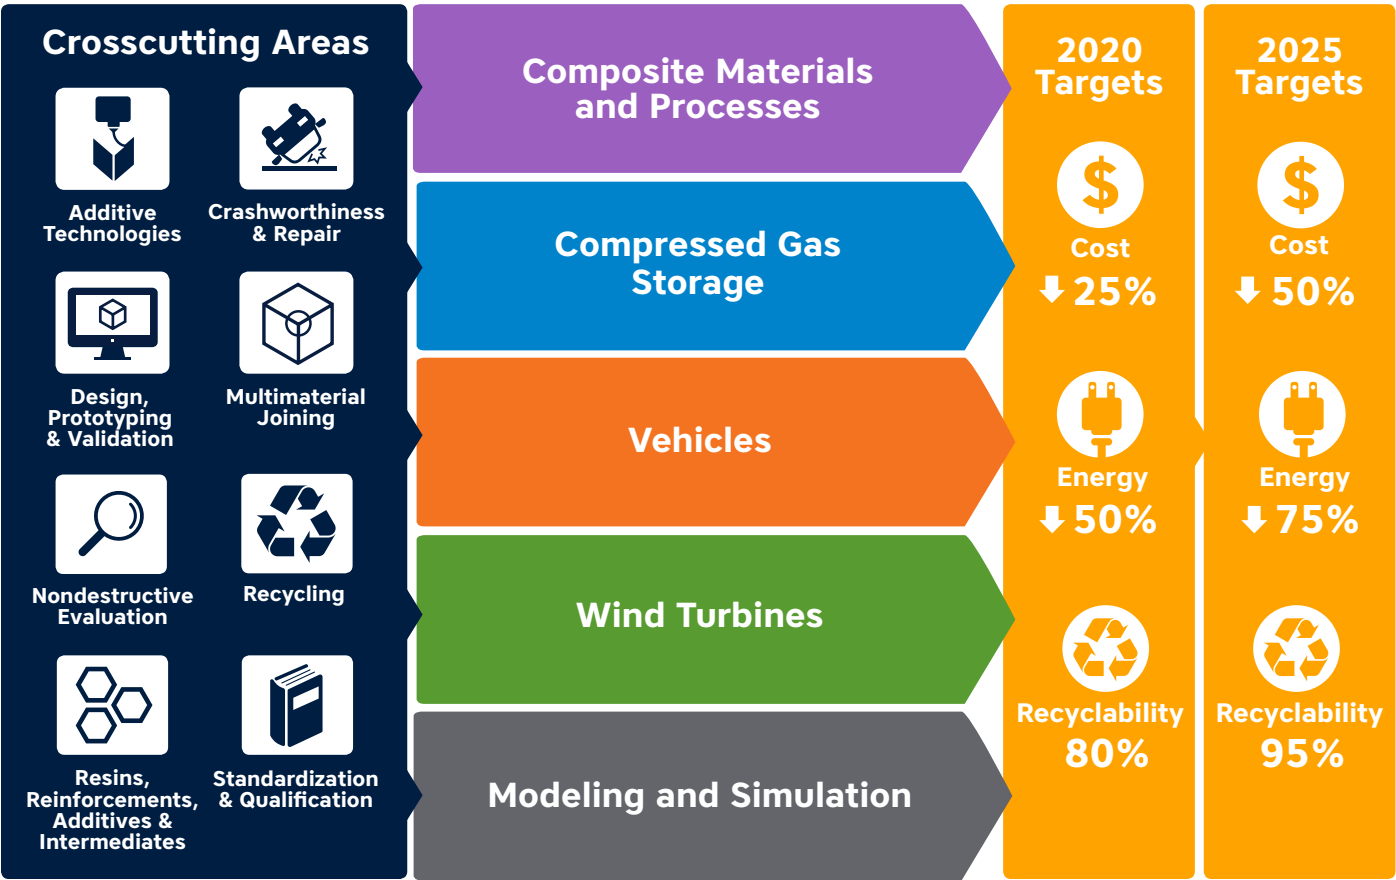 Crosscutting Areas
Additive
Technologies
Crashworthiness
& Repair
Design,
Prototyping
& Validation
Multimaterial
Joining
Nondestructive
Evaluation
Recycling
Resins,
Reinforcements,
Additives &
Intermediates
Standardization
& Qualification
Composite Materials
and Processes
Compressed Gas
Storage
Vehicles
Wind Turbines
Modeling and Simulation
2020
Targets
$
Cost
25%
Energy
50%
Recyclability
80%
2025
Targets
$
Cost
50%
Energy
75%
Recyclability
95%